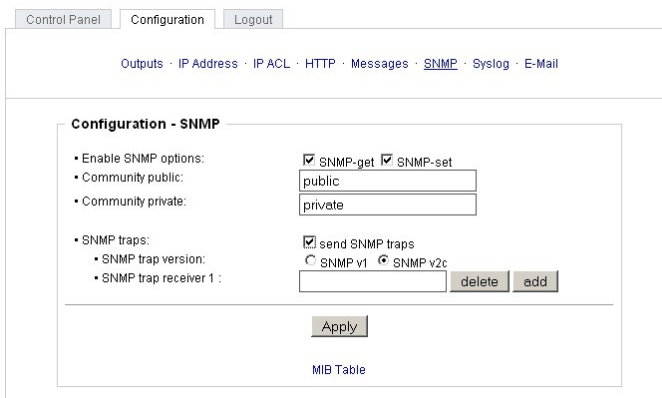 Control Panel Configuration Logout
Outputs · IP Address · IP ACL · HTTP · Messages · SNMP · Syslog · E-Mail
Configuration - SNMP
▪ Enable SNMP options: SNMP-get SNMP-set
▪ Community public: public
▪ Community private: private
▪ SNMP traps: send SNMP traps
▪ SNMP trap version: SNMP v1 SNMP v2c
▪ SNMP trap receiver 1 : delete add
Apply
MIB Table